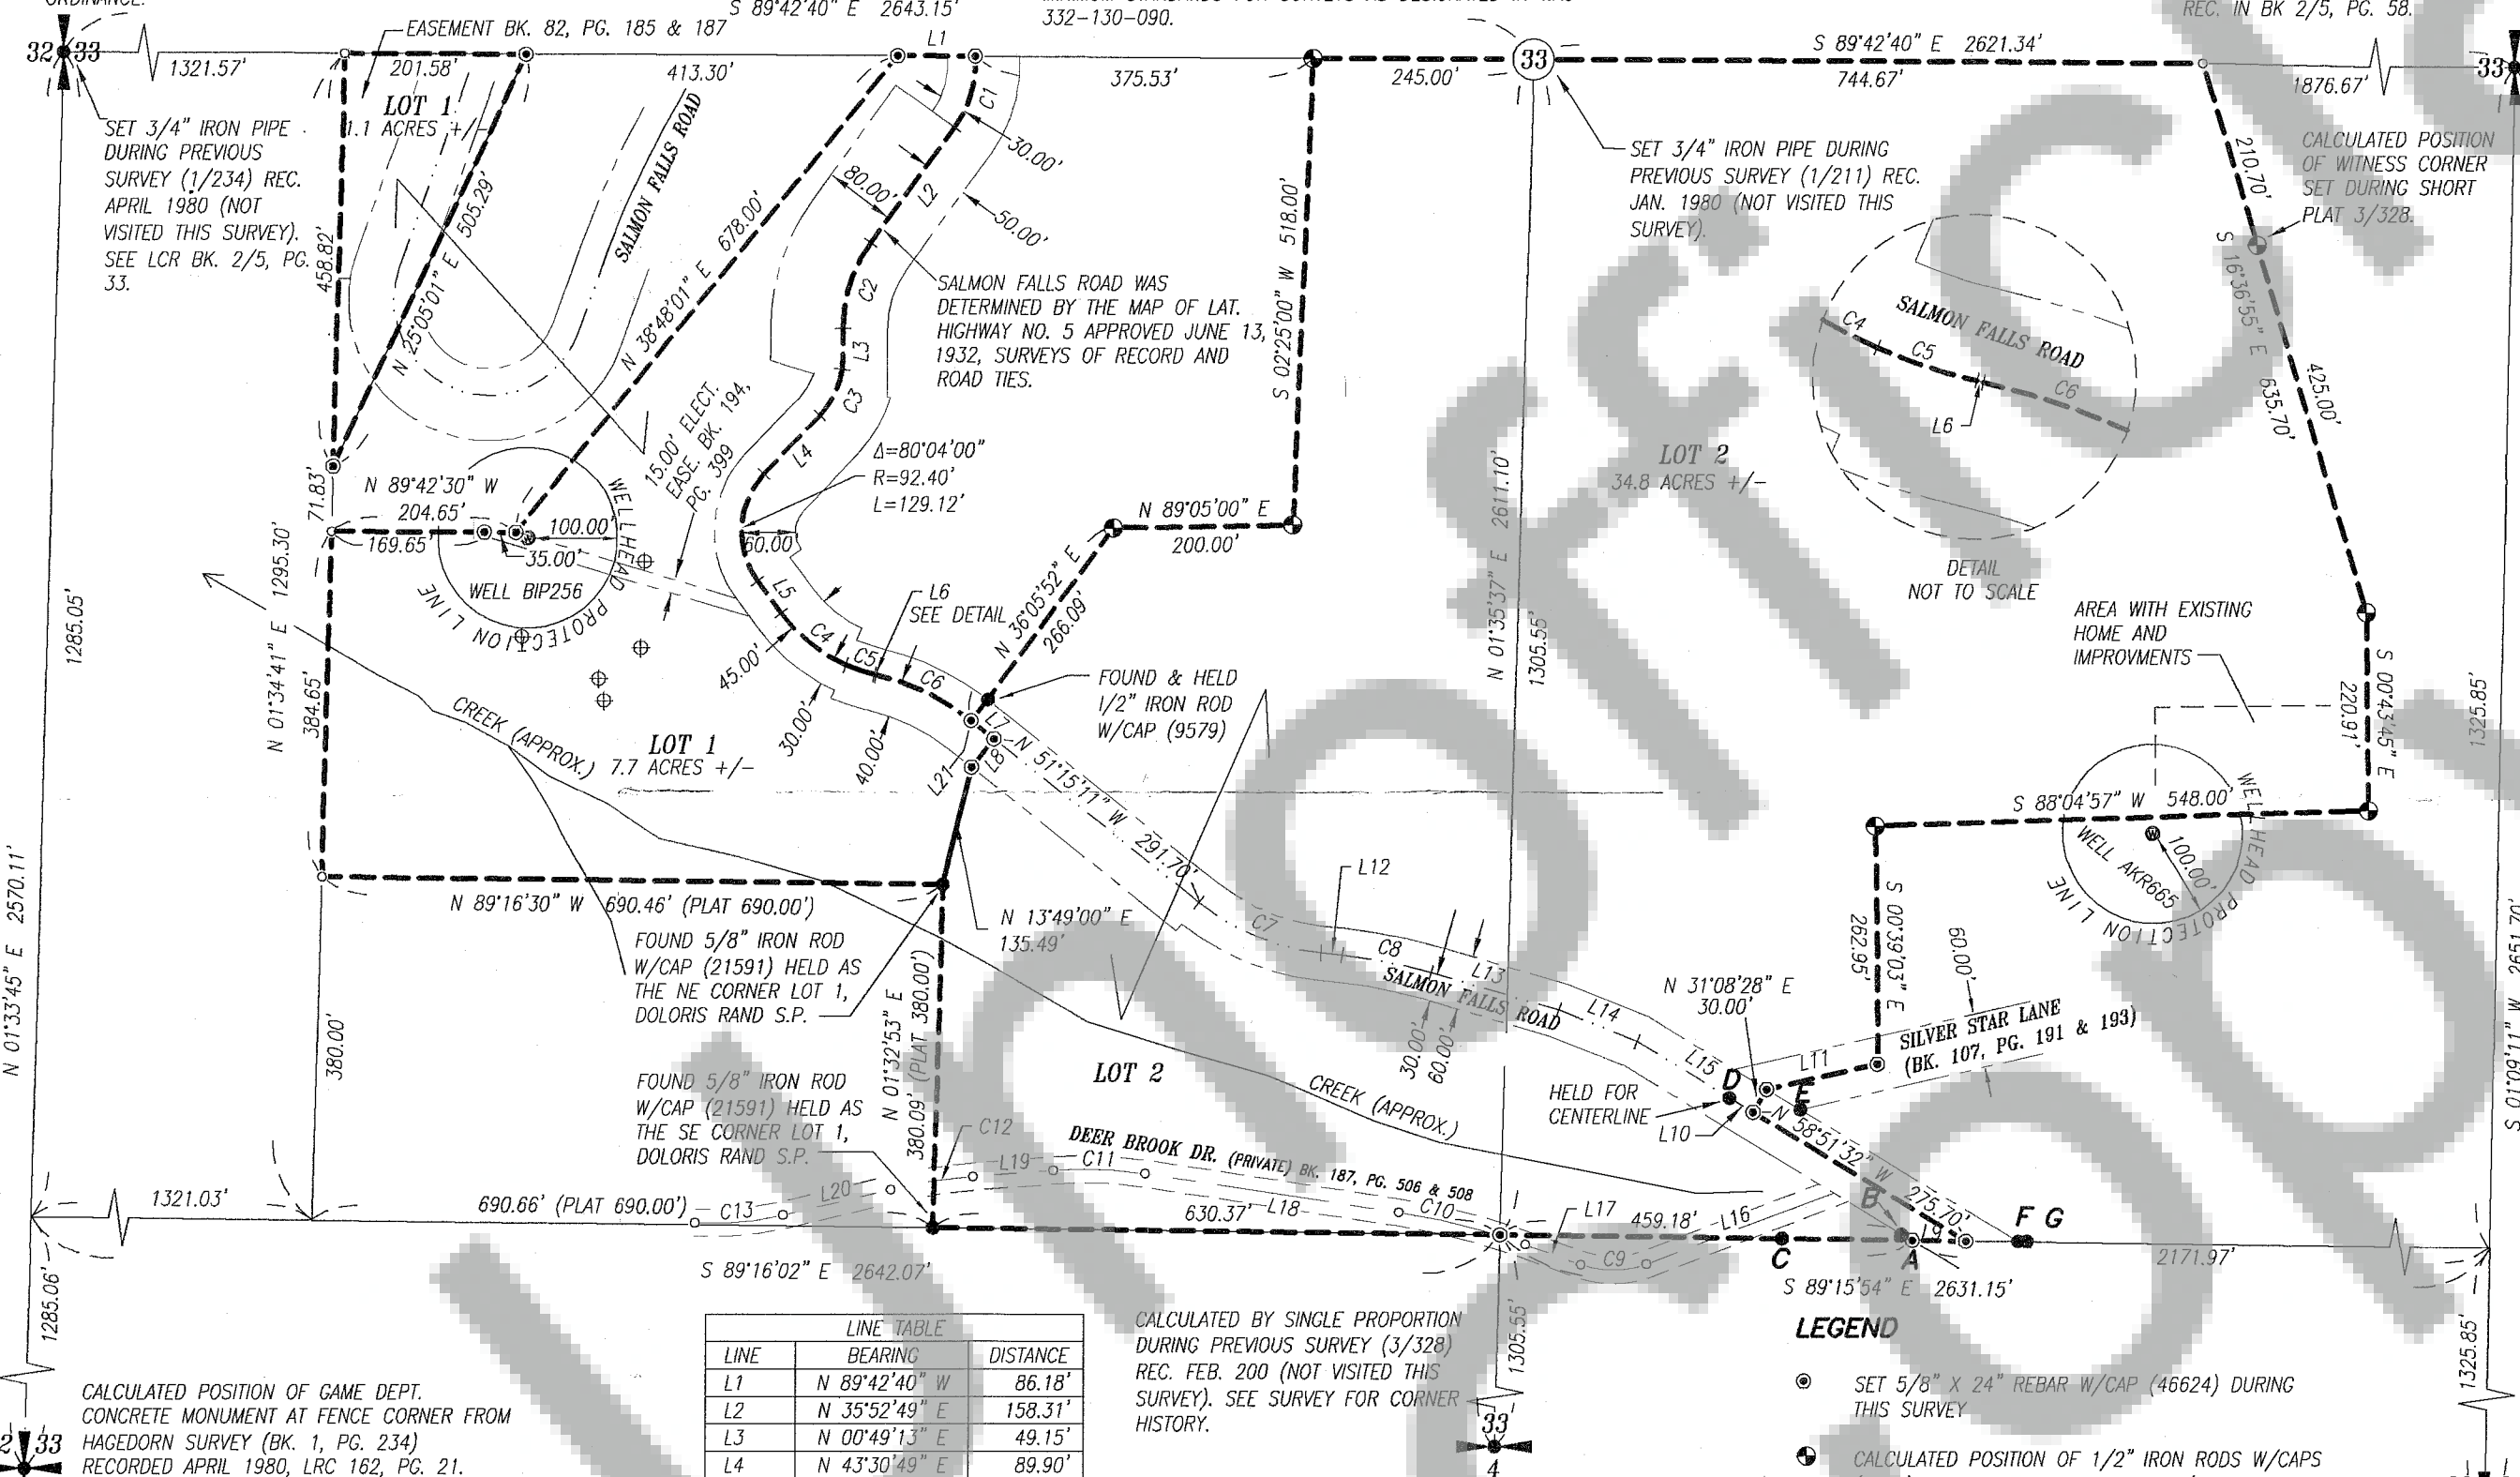 ORDINANCE.
S 89°42'40" E 2643.15'
332-130-090.
REC. IN BK 2/5, PG. 58.
EASEMENT BK. 82, PG. 185 & 187
L1
32 33
1321.57'
201.58'
413.30'
375.53'
245.00'
33
S 89°42'40" E 2621.34'
744.67'
1876.67'
33
LOT 1
1.1 ACRES +/-
SET 3/4" IRON PIPE
DURING PREVIOUS
SURVEY (1/234) REC.
APRIL 1980 (NOT
VISITED THIS SURVEY).
SEE LCR BK. 2/5, PG.
33.
458.82'
505.29'
N 25°05'01" E
SALMON FALLS ROAD
678.00'
N 38°48'01" E
C1
30.00'
80.00'
L2
50.00'
C2
L3
C3
L4
SALMON FALLS ROAD WAS
DETERMINED BY THE MAP OF LAT.
HIGHWAY NO. 5 APPROVED JUNE 13,
1932, SURVEYS OF RECORD AND
ROAD TIES.
S 02°25'00" W 518.00'
SET 3/4" IRON PIPE DURING
PREVIOUS SURVEY (1/211) REC.
JAN. 1980 (NOT VISITED THIS
SURVEY).
210.70'
CALCULATED POSITION
OF WITNESS CORNER
SET DURING SHORT
PLAT 3/328.
S 16°36'55" E 635.70'
425.00'
C4
SALMON FALLS ROAD
C5
C6
L6
DETAIL
NOT TO SCALE
LOT 2
34.8 ACRES +/-
N 01°35'37" E 2611.10'
1305.55'
15.00' ELECT.
EASE. BK. 194,
PG. 399
Δ=80°04'00"
R=92.40'
L=129.12'
71.83'
N 89°42'30" W
204.65'
169.65'
35.00'
100.00'
WELL BIP256
WELLHEAD PROTECTION LINE
60.00'
N 89°05'00" E
200.00'
N 36°05'52" E
266.09'
L5
L6
SEE DETAIL
C4
C5
C6
45.00'
30.00'
40.00'
N 01°34'41" E 1295.30'
1285.05'
384.65'
CREEK (APPROX.)
LOT 1
7.7 ACRES +/-
FOUND & HELD
1/2" IRON ROD
W/CAP (9579)
L7
L8
L21
N 51°15'11" W 291.70'
AREA WITH EXISTING
HOME AND
IMPROVMENTS
S 00°43'45" E
220.91'
1325.85'
S 88°04'57" W 548.00'
WELL AKR665
100.00'
WELLHEAD PROTECTION LINE
S 00°39'03" E
262.95'
60.00'
N 01°33'45" E 2570.11'
N 89°16'30" W 690.46' (PLAT 690.00')
N 13°49'00" E
135.49'
L12
C7
C8
L13
SALMON FALLS ROAD
L14
L15
30.00'
60.00'
FOUND 5/8" IRON ROD
W/CAP (21591) HELD AS
THE NE CORNER LOT 1,
DOLORIS RAND S.P.
N 01°32'53" E
380.09' (PLAT 380.00')
380.00'
N 31°08'28" E
30.00'
SILVER STAR LANE
(BK. 107, PG. 191 & 193)
L11
D
E
HELD FOR
CENTERLINE
L10
N 58°51'32" W 275.70'
LOT 2
CREEK (APPROX.)
FOUND 5/8" IRON ROD
W/CAP (21591) HELD AS
THE SE CORNER LOT 1,
DOLORIS RAND S.P.
C12
L19
C11
DEER BROOK DR. (PRIVATE) BK. 187, PG. 506 & 508
L20
C13
L18
C10
L17
L16
C9
B
L9
F G
C
A
1321.03'
690.66' (PLAT 690.00')
630.37'
459.18'
2171.97'
S 89°16'02" E 2642.07'
S 89°15'54" E 2631.15'
1285.06'
1305.55'
1325.85'
CALCULATED POSITION OF GAME DEPT.
CONCRETE MONUMENT AT FENCE CORNER FROM
HAGEDORN SURVEY (BK. 1, PG. 234)
RECORDED APRIL 1980, LRC 162, PG. 21.
33
LINE TABLE
LINE BEARING DISTANCE
L1 N 89°42'40" W 86.18'
L2 N 35°52'49" E 158.31'
L3 N 00°49'13" E 49.15'
L4 N 43°30'49" E 89.90'
CALCULATED BY SINGLE PROPORTION
DURING PREVIOUS SURVEY (3/328)
REC. FEB. 200 (NOT VISITED THIS
SURVEY). SEE SURVEY FOR CORNER
HISTORY.
33
4
LEGEND
SET 5/8" X 24" REBAR W/CAP (46624) DURING
THIS SURVEY
CALCULATED POSITION OF 1/2" IRON RODS W/CAPS